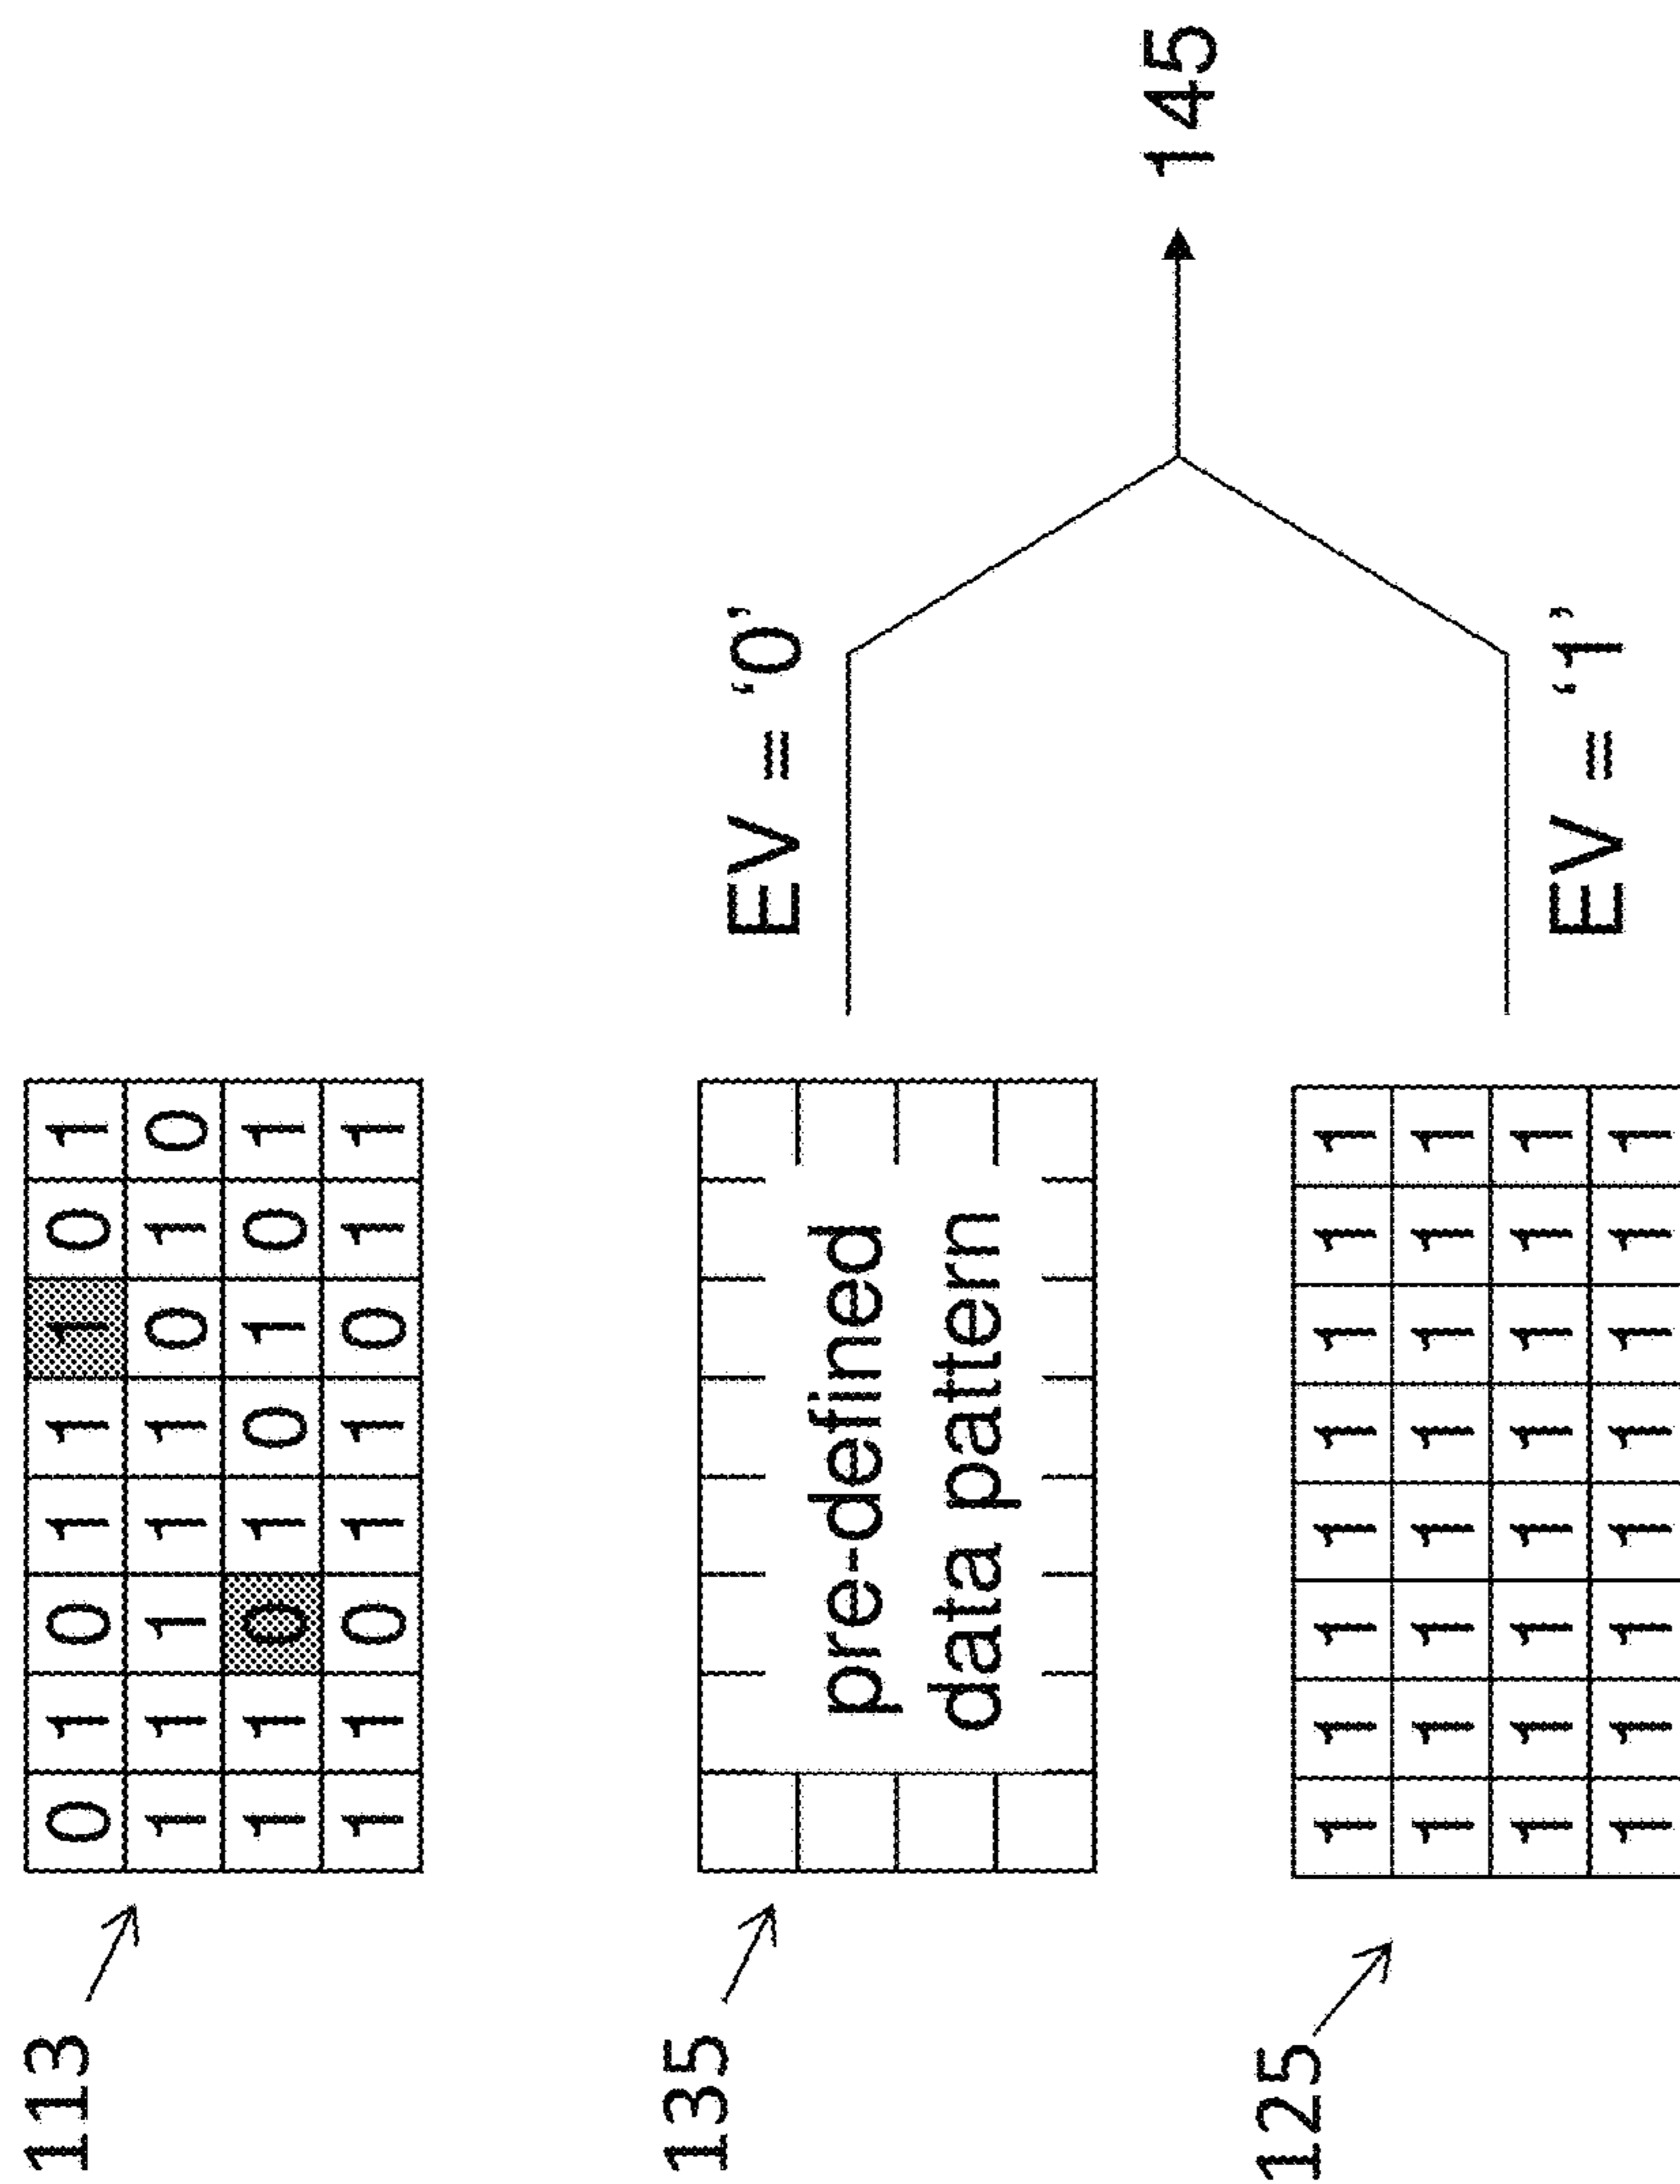 113
0 1 0 1 1 1 0 1
1 1 1 1 1 0 1 0
1 1 0 1 0 1 0 1
1 1 0 1 1 0 1 1
135
pre-defined
data pattern
EV = ‘0’
145
125
1 1 1 1 1 1 1 1
1 1 1 1 1 1 1 1
1 1 1 1 1 1 1 1
1 1 1 1 1 1 1 1
EV = ‘1’